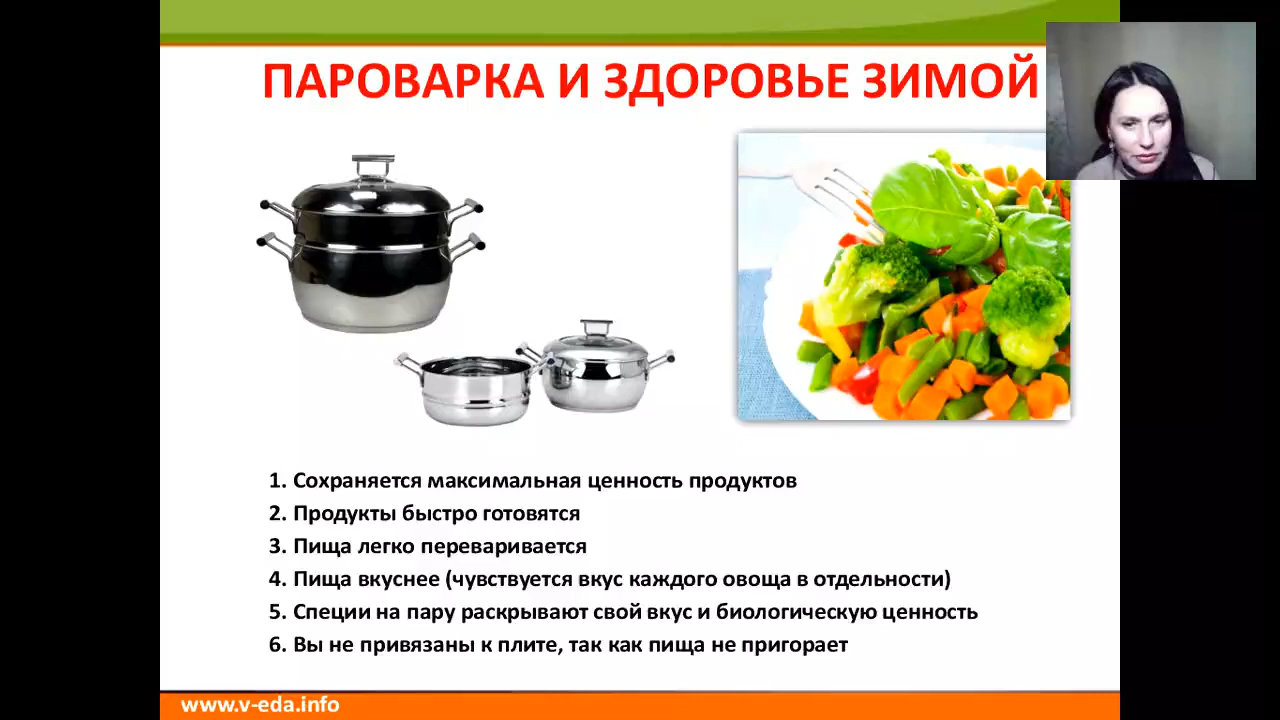 ПАРОВАРКА И ЗДОРОВЬЕ ЗИМОЙ
1. Сохраняется максимальная ценность продуктов
2. Продукты быстро готовятся
3. Пища легко переваривается
4. Пища вкуснее (чувствуется вкус каждого овоща в отдельности)
5. Специи на пару раскрывают свой вкус и биологическую ценность
6. Вы не привязаны к плите, так как пища не пригорает
www.v-eda.info